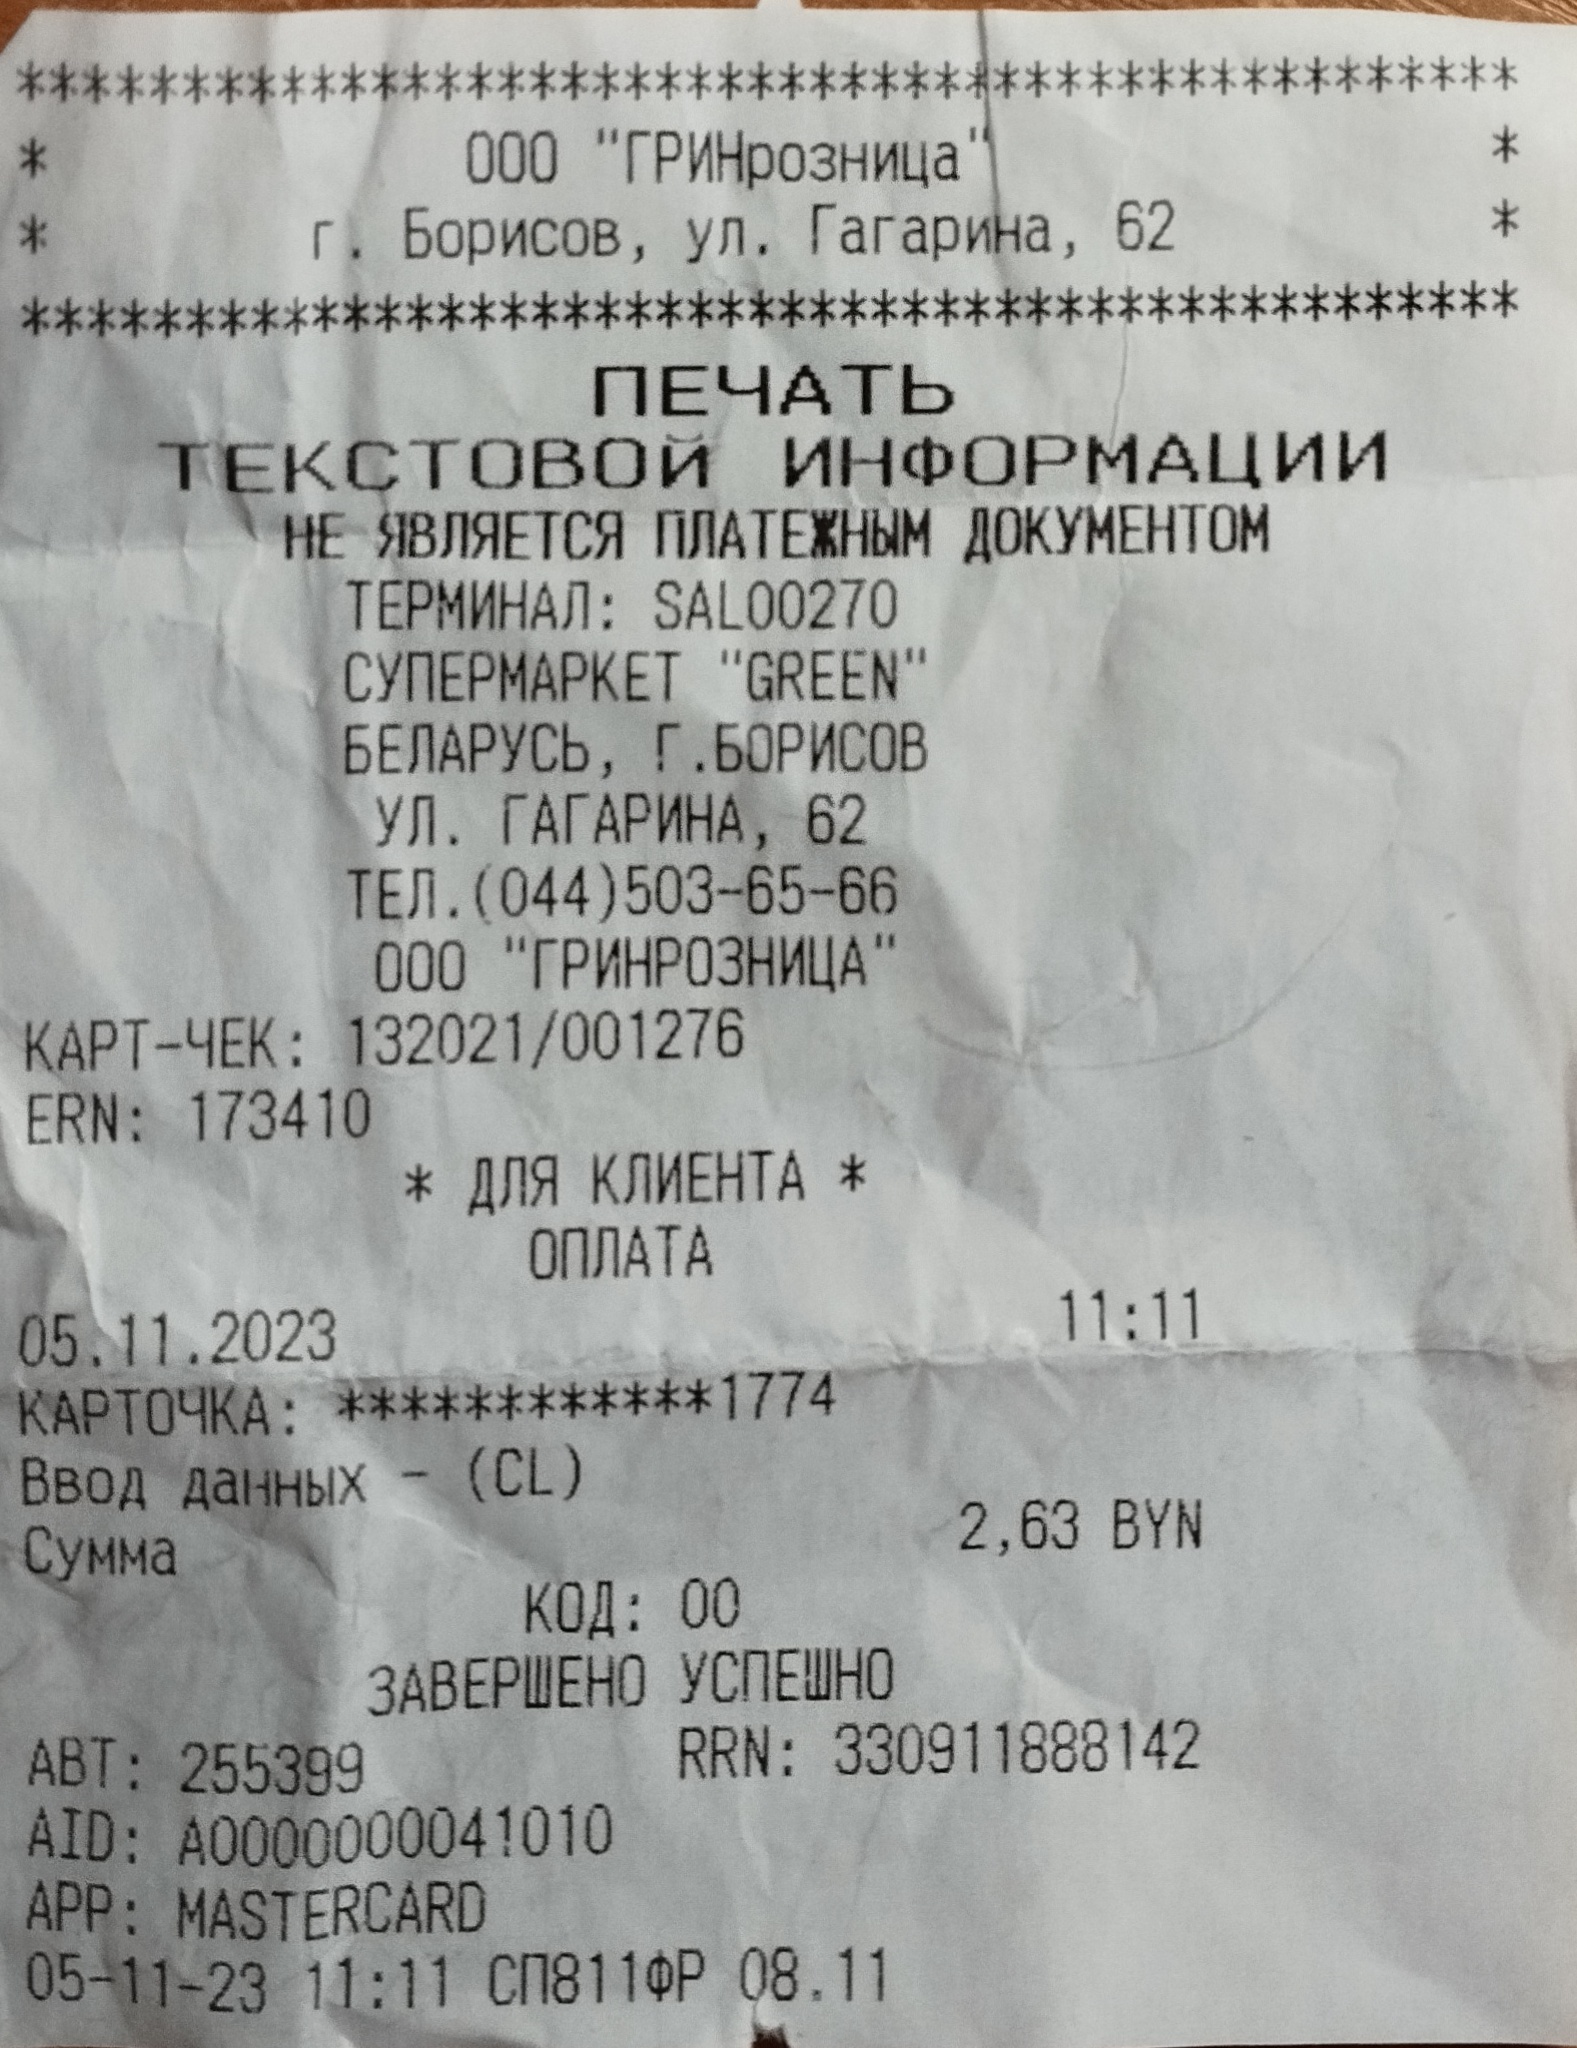 ************************************************
* ООО "ГРИНрозница" *
* г. Борисов, ул. Гагарина, 62 *
************************************************
ПЕЧАТЬ
ТЕКСТОВОЙ ИНФОРМАЦИИ
НЕ ЯВЛЯЕТСЯ ПЛАТЕЖНЫМ ДОКУМЕНТОМ
ТЕРМИНАЛ: SAL00270
СУПЕРМАРКЕТ "GREEN"
БЕЛАРУСЬ, Г.БОРИСОВ
УЛ. ГАГАРИНА, 62
ТЕЛ.(044)503-65-66
ООО "ГРИНРОЗНИЦА"
КАРТ-ЧЕК: 132021/001276
ERN: 173410
* ДЛЯ КЛИЕНТА *
ОПЛАТА
05.11.2023 11:11
КАРТОЧКА: ************1774
Ввод данных - (CL)
Сумма 2,63 BYN
КОД: 00
ЗАВЕРШЕНО УСПЕШНО
АВТ: 255399 RRN: 330911888142
AID: A0000000041010
APP: MASTERCARD
05-11-23 11:11 СП811ФР 08.11